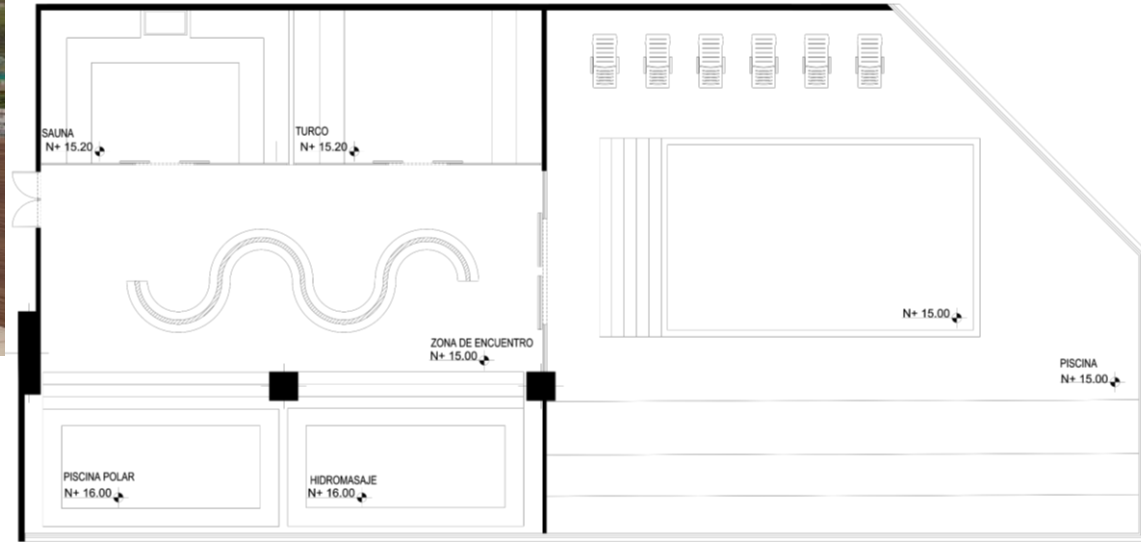 SAUNA
N+ 15.20
TURCO
N+ 15.20
N+ 15.00
ZONA DE ENCUENTRO
N+ 15.00
PISCINA
N+ 15.00
PISCINA POLAR
N+ 16.00
HIDROMASAJE
N+ 16.00